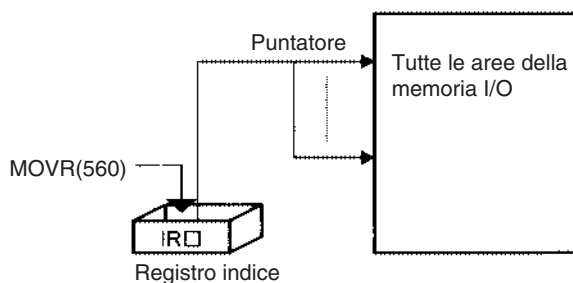 Puntatore
Tutte le aree della
memoria I/O
MOVR(560)
IR□
Registro indice